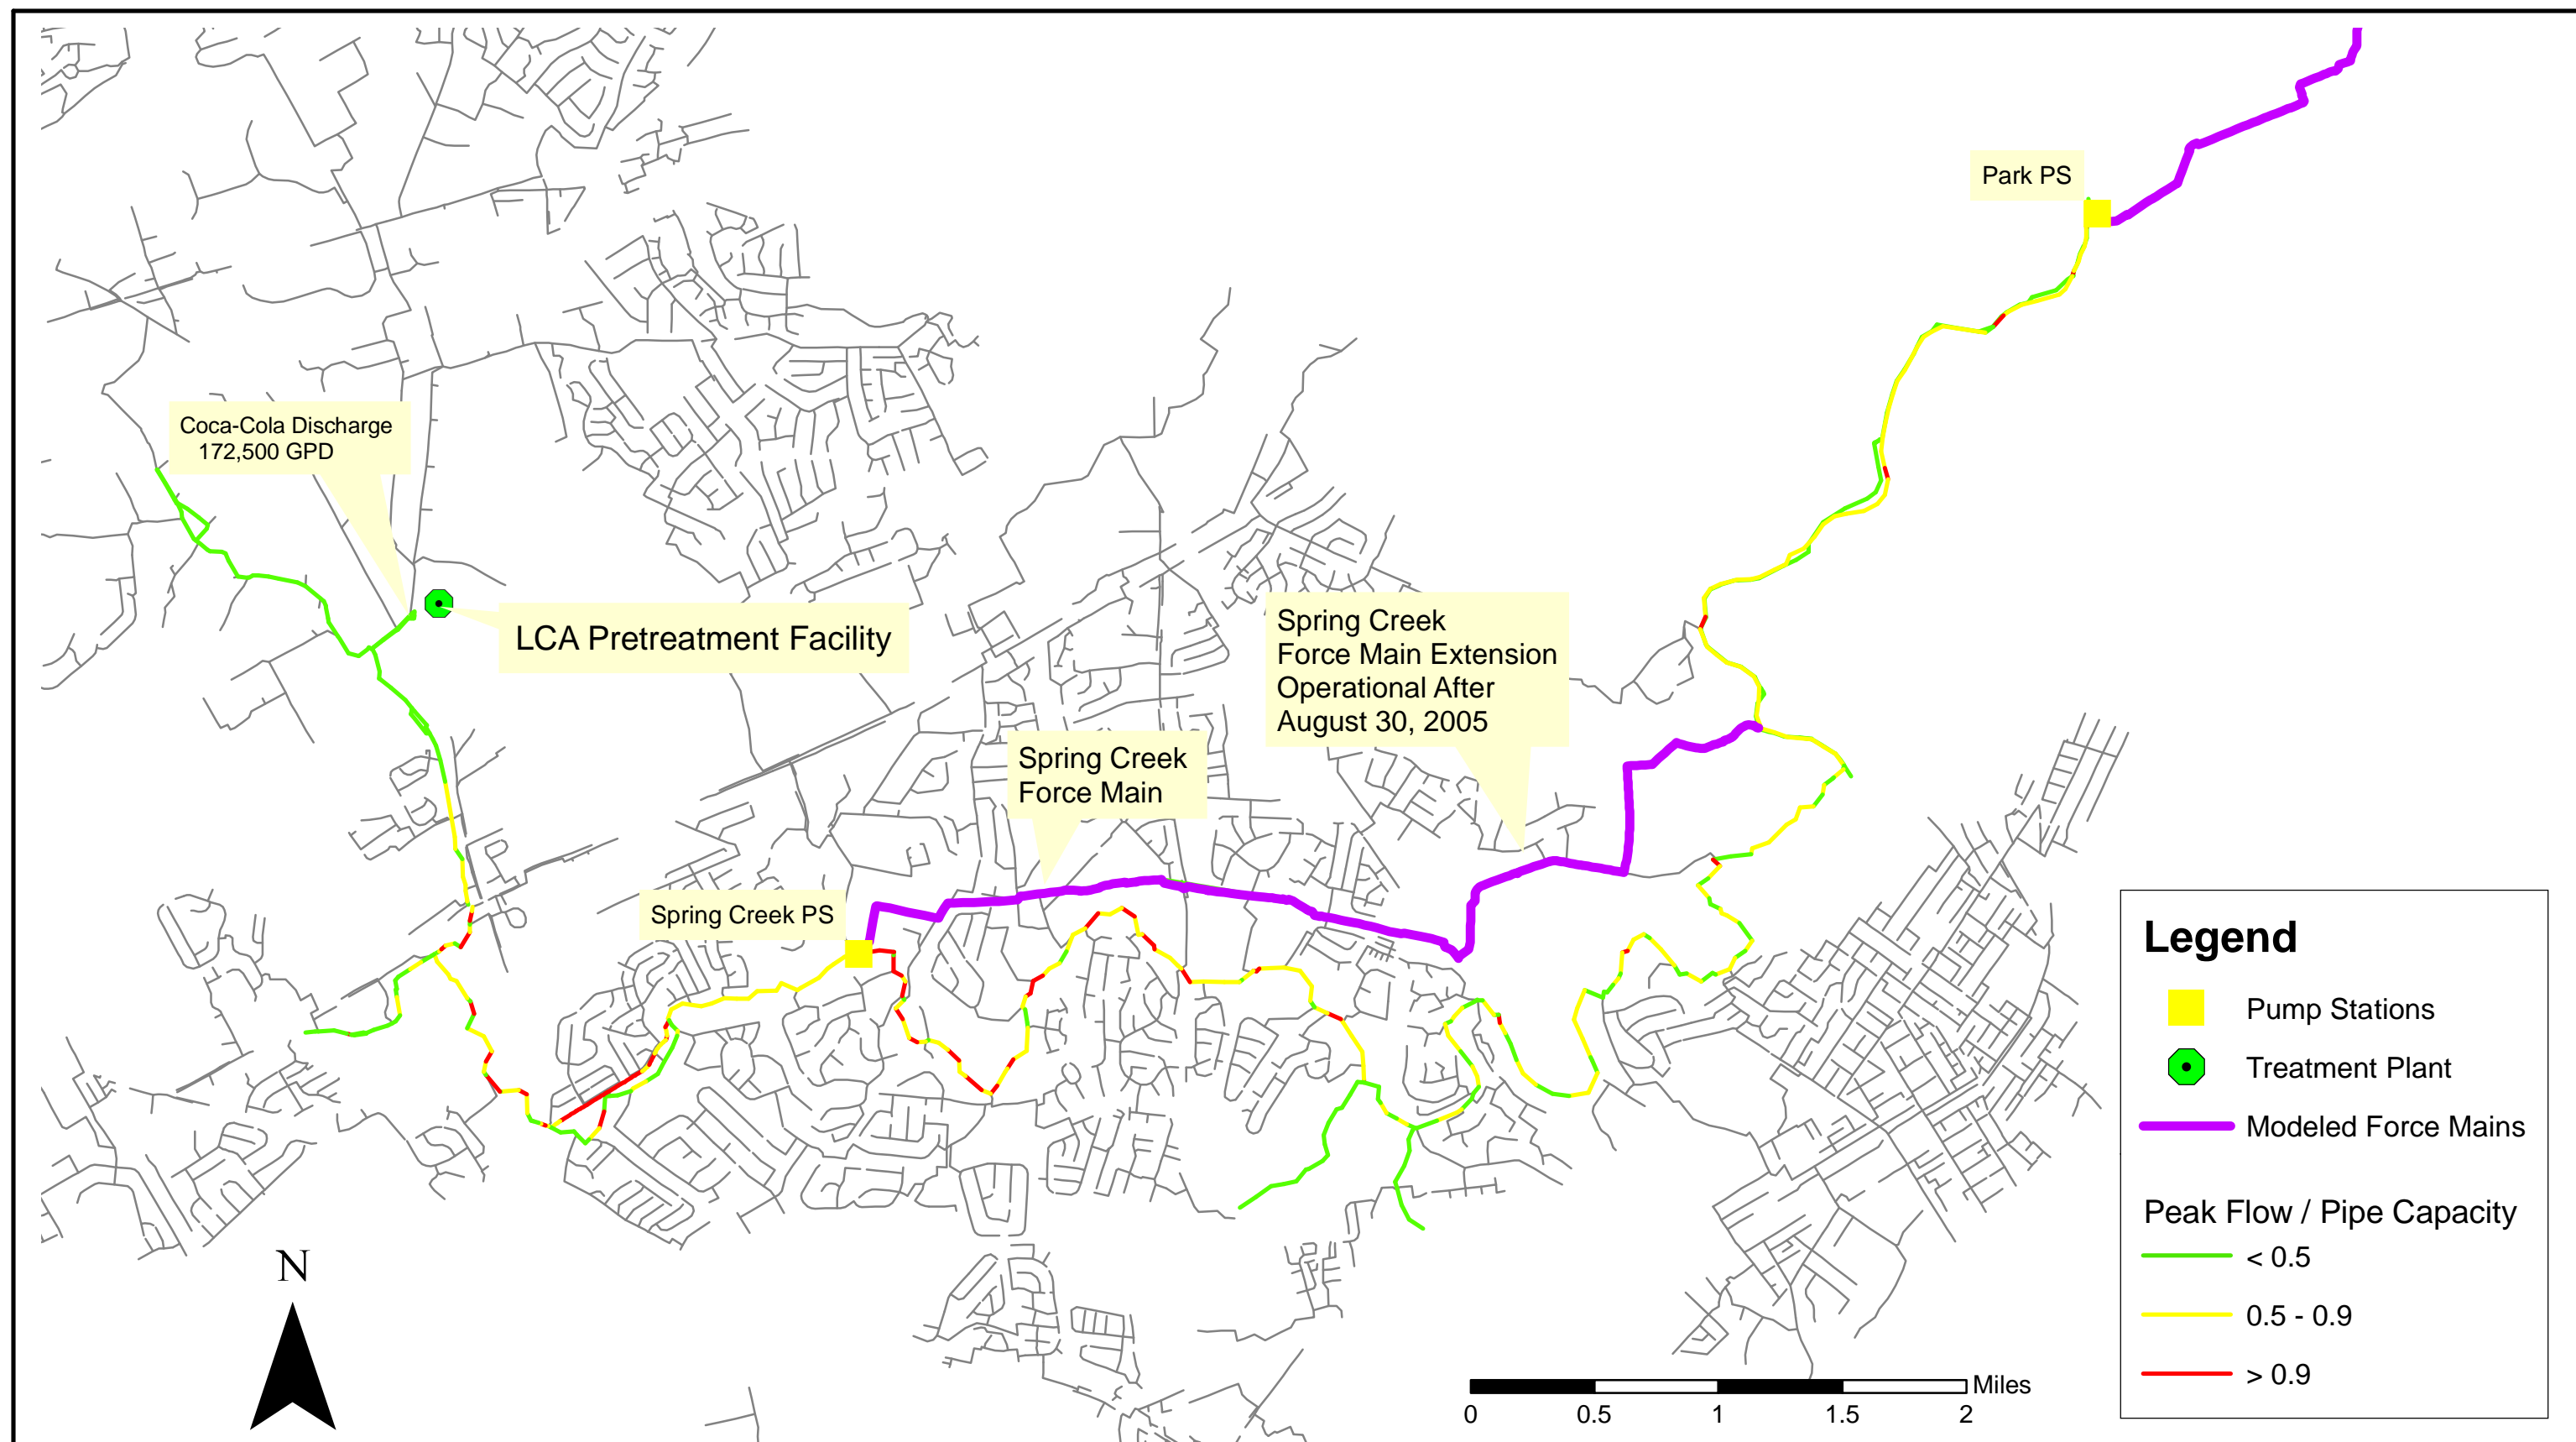 Park PS
Coca-Cola Discharge
172,500 GPD
LCA Pretreatment Facility
Spring Creek
Force Main Extension
Operational After
August 30, 2005
Spring Creek
Force Main
Spring Creek PS
N
Legend
Pump Stations
Treatment Plant
Modeled Force Mains
Peak Flow / Pipe Capacity
< 0.5
0.5 - 0.9
> 0.9
Miles
0 0.5 1 1.5 2